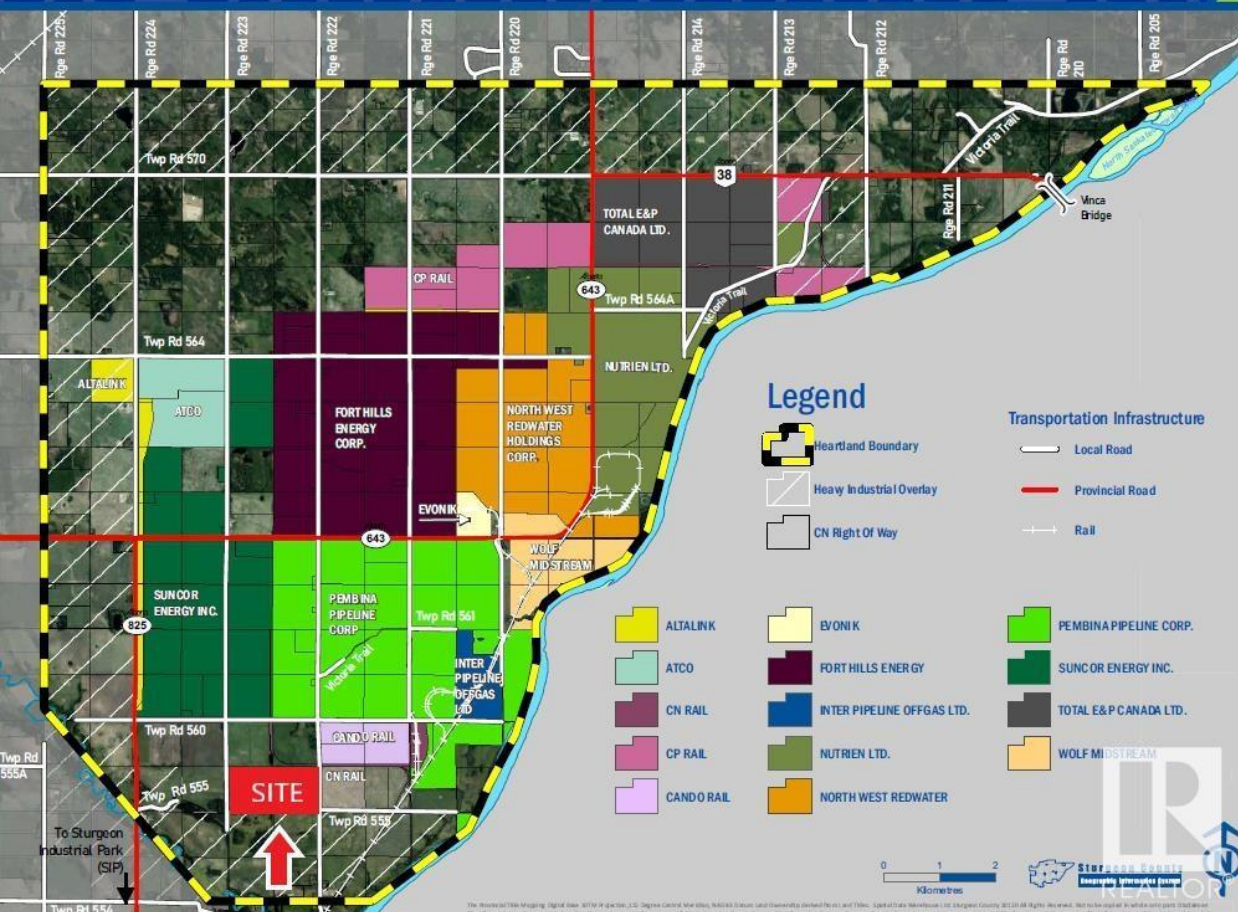 Rge Rd 225
Rge Rd 224
Rge Rd 223
Rge Rd 222
Rge Rd 221
Rge Rd 220
Rge Rd 214
Rge Rd 213
Rge Rd 212
Rge Rd
210
Rge Rd 205
Victoria Trail
Twp Rd 570
38
Rge Rd 211
Vinca
Bridge
TOTAL E&P
CANADA LTD.
CP RAIL
643
Twp Rd 564A
Victoria Trail
Twp Rd 564
NUTRIEN LTD.
ALTALINK
ATCO
FORT HILLS
ENERGY
CORP.
NORTH WEST
REDWATER
HOLDINGS
CORP.
EVONIK
643
WOLF
MIDSTREAM
SUNCOR
ENERGY INC.
PEMBINA
PIPELINE
CORP
Twp Rd 561
825
Victoria Trail
INTER
PIPELINE
OFFGAS
LTD
Twp Rd 560
CANDO RAIL
Twp Rd
555A
CN RAIL
Twp Rd 555
SITE
Twp Rd 555
To Sturgeon
Industrial Park
(SIP)
Twp Rd 554
Legend
Heartland Boundary
Heavy Industrial Overlay
CN Right Of Way
Transportation Infrastructure
Local Road
Provincial Road
Rail
ALTALINK
ATCO
CN RAIL
CP RAIL
CANDO RAIL
EVONIK
FORT HILLS ENERGY
INTER PIPELINE OFFGAS LTD.
NUTRIEN LTD.
NORTH WEST REDWATER
PEMBINA PIPELINE CORP.
SUNCOR ENERGY INC.
TOTAL E&P CANADA LTD.
WOLF MIDSTREAM
0 1 2
Kilometres
Sturgeon County
Geographic Information System
N
REALTOR®